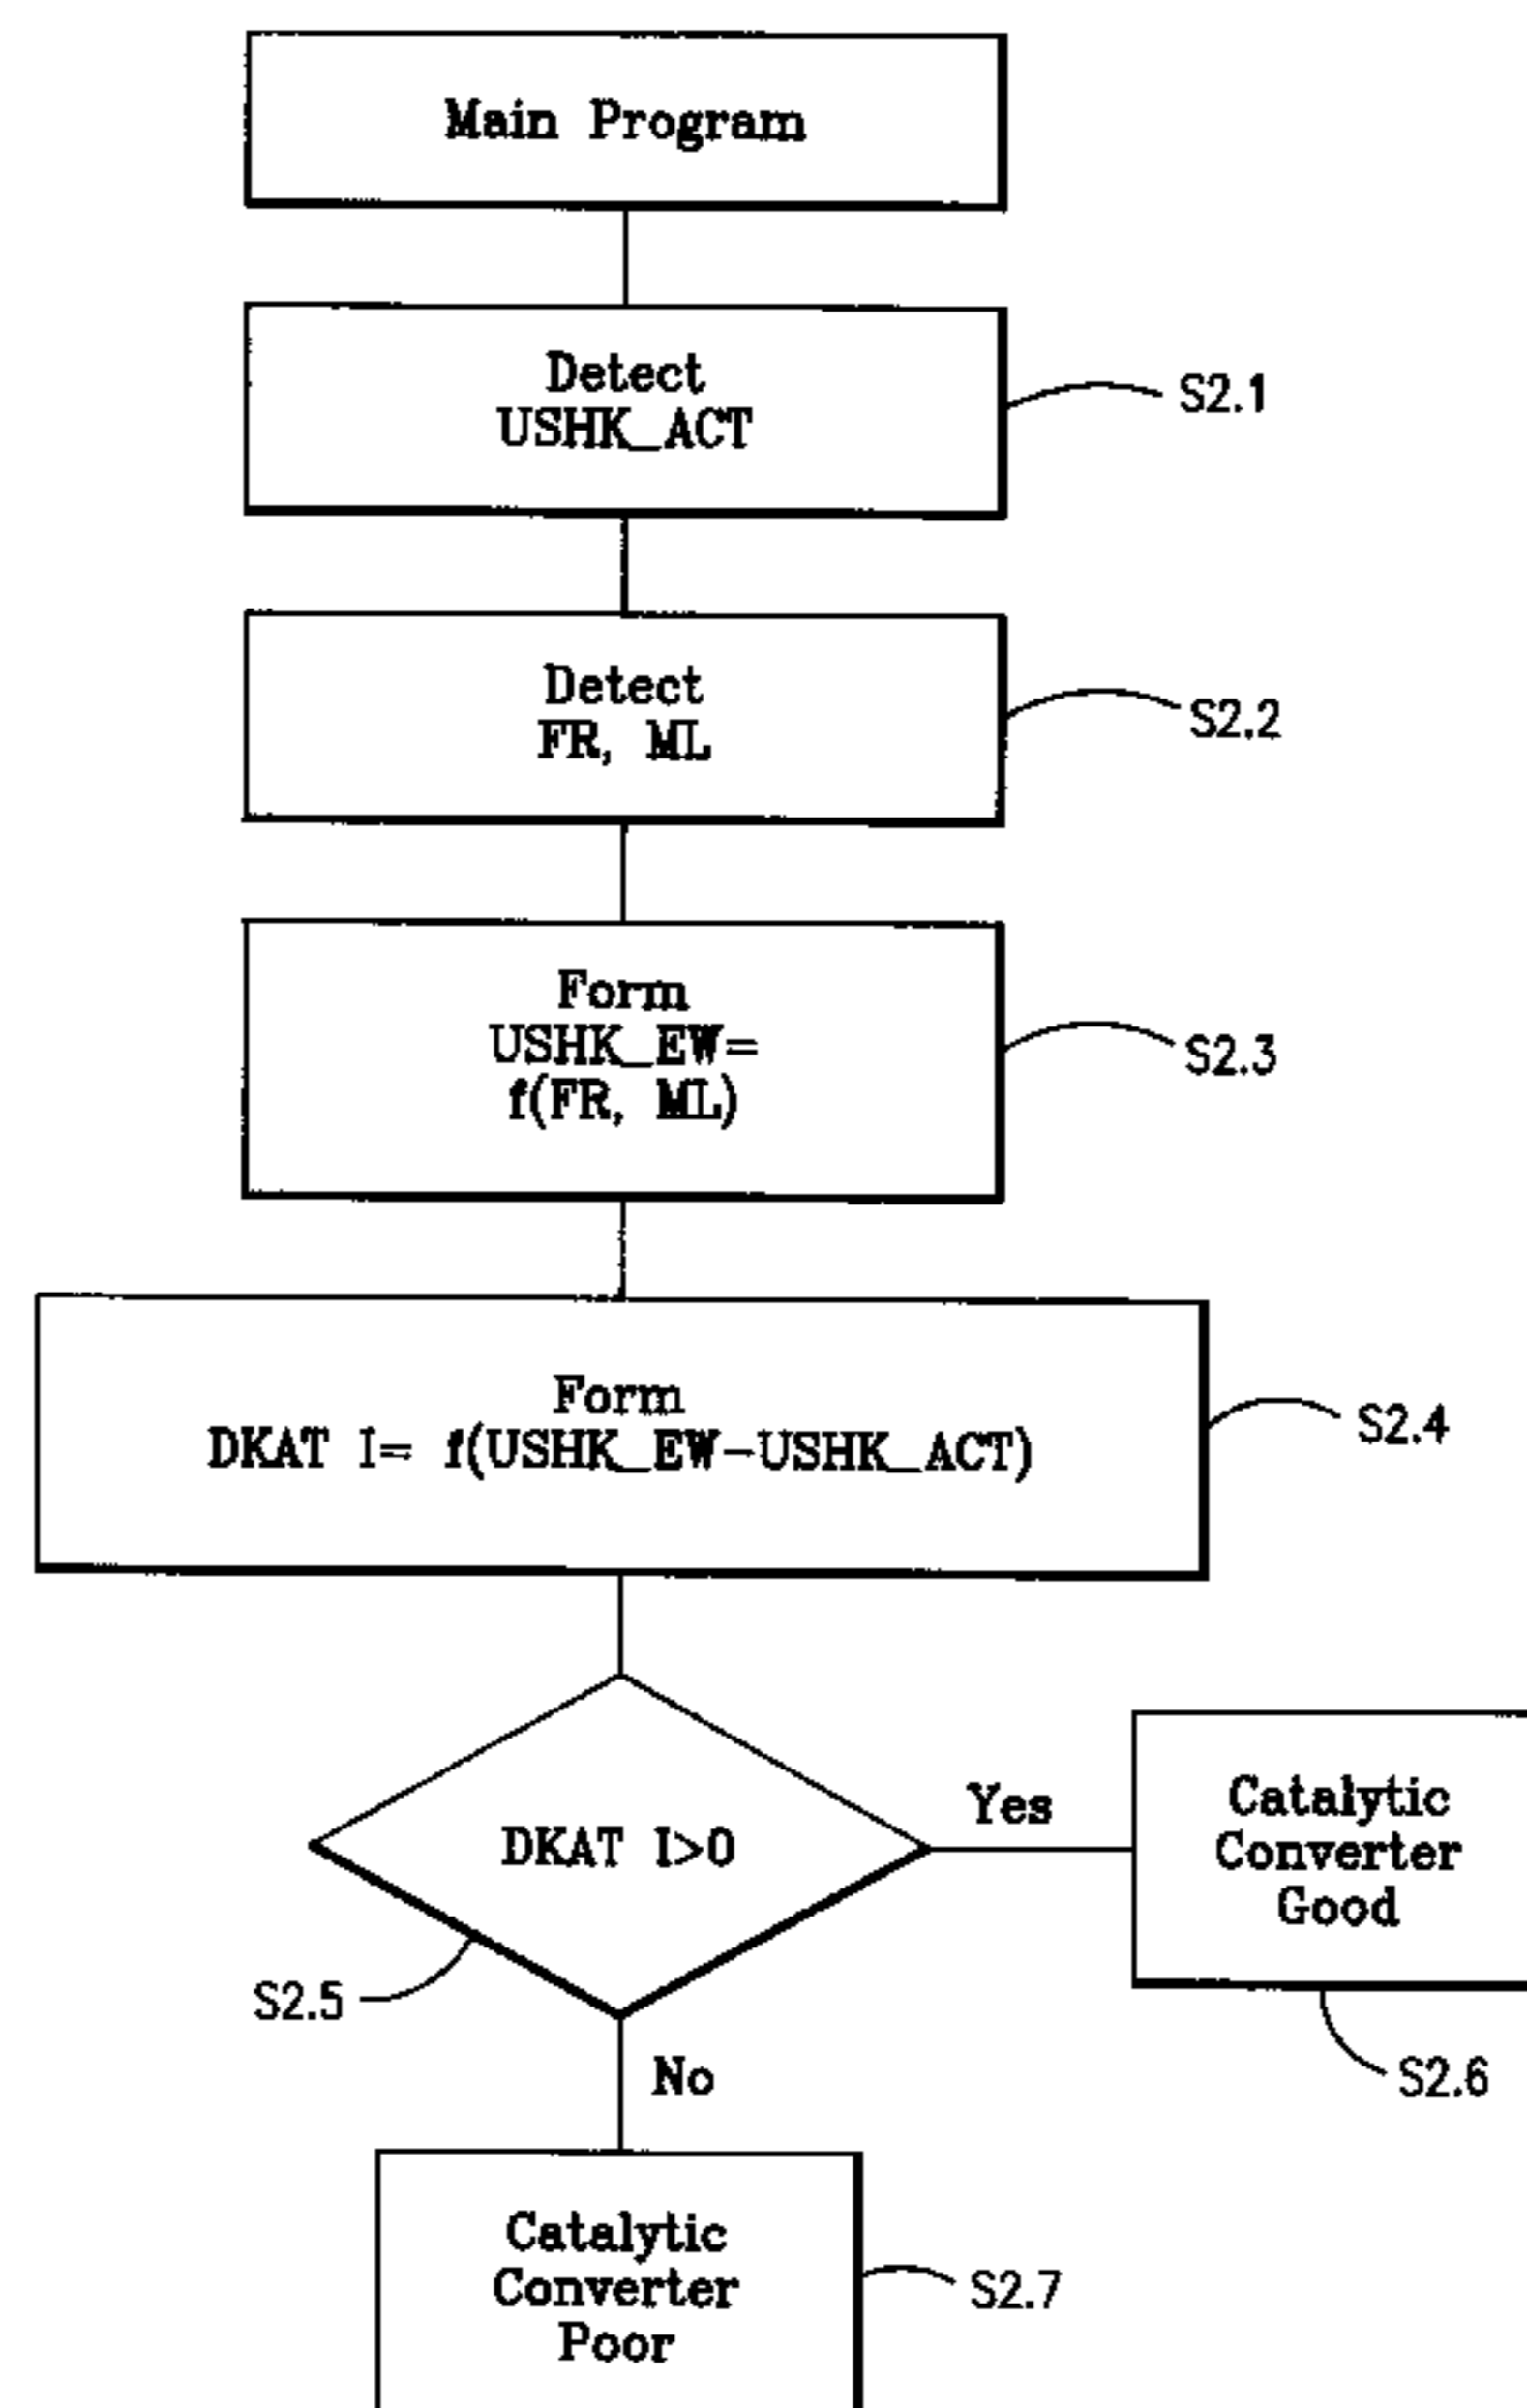 Main Program
Detect
USHK_ACT
S2.1
Detect
FR, ML
S2.2
Form
USHK_EW=
f(FR, ML)
S2.3
Form
DKAT I= f(USHK_EW-USHK_ACT)
S2.4
DKAT I>0
S2.5
Yes
Catalytic
Converter
Good
S2.6
No
Catalytic
Converter
Poor
S2.7